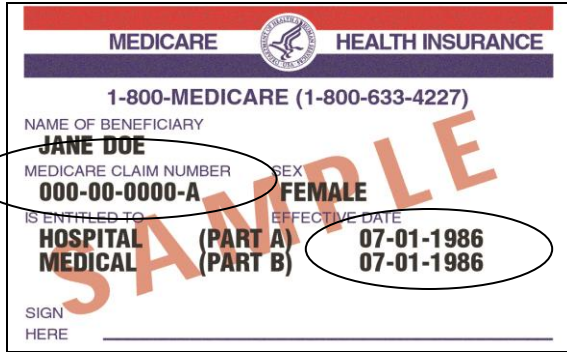 MEDICARE HEALTH INSURANCE
1-800-MEDICARE (1-800-633-4227)
NAME OF BENEFICIARY
JANE DOE
MEDICARE CLAIM NUMBER SEX
000-00-0000-A FEMALE
IS ENTITLED TO EFFECTIVE DATE
HOSPITAL (PART A) 07-01-1986
MEDICAL (PART B) 07-01-1986
SAMPLE
SIGN
HERE